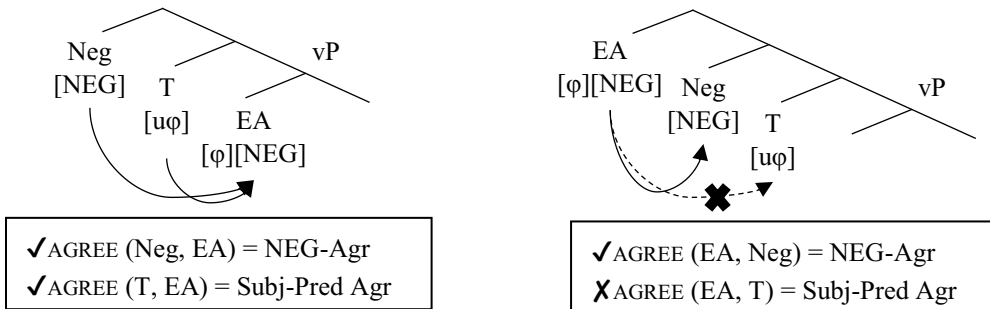 Neg
[NEG]
T
[uφ]
vP
EA
[φ][NEG]
✓AGREE (Neg, EA) = NEG-Agr
✓AGREE (T, EA) = Subj-Pred Agr
EA
[φ][NEG]
Neg
[NEG]
T
[uφ]
vP
✓AGREE (EA, Neg) = NEG-Agr
✗AGREE (EA, T) = Subj-Pred Agr